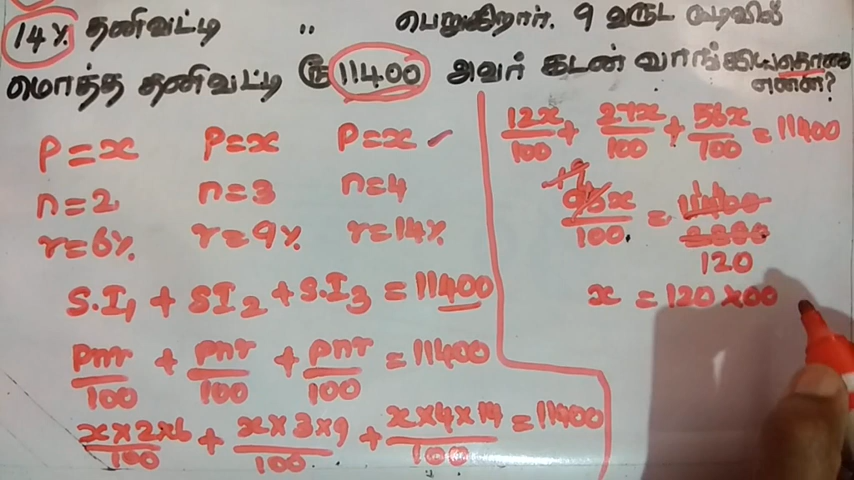 14% தனிவட்டி " பெறுகிறார். 9 வருட முடிவில்
மொத்த தனிவட்டி ரூ 11400 அவர் கடன் வாங்கிய தொகை
என்ன?
P=x P=x P=x ✓
n=2 n=3 n=4
r=6% r=9% r=14%
S.I₁ + SI₂ + S.I₃ = 11400
pnr/100 + pnr/100 + pnr/100 = 11400
x×2×6/100 + x×3×9/100 + x×4×14/100 = 11400
12x/100 + 27x/100 + 56x/100 = 11400
95x/100 = 11400
120
x = 120×00